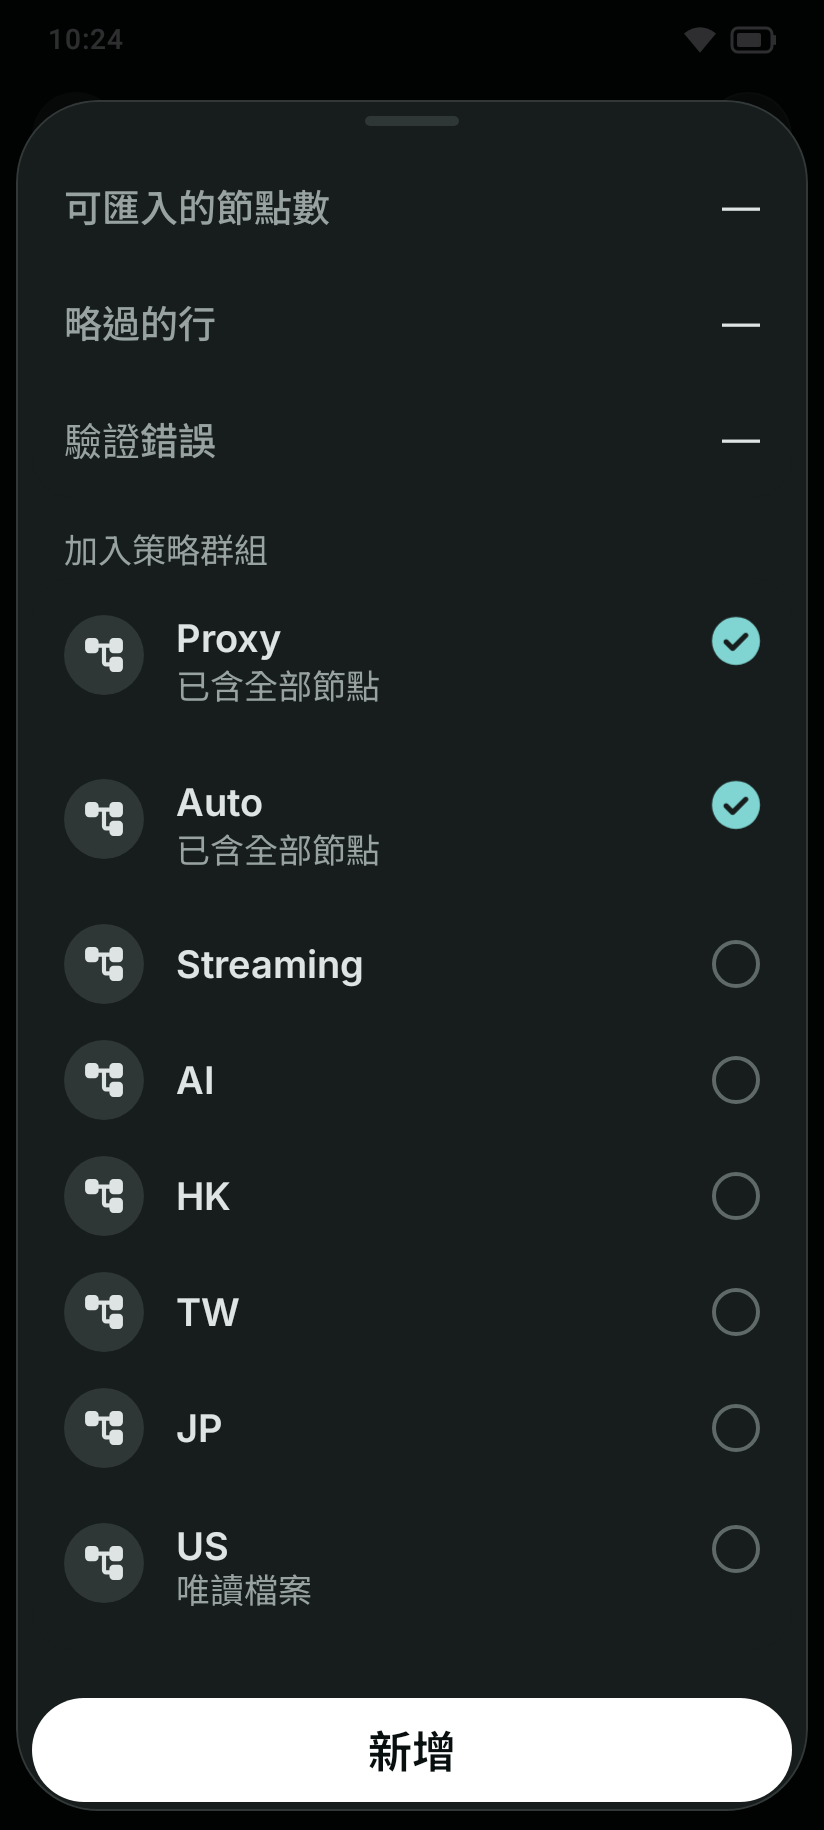 10:24
可匯入的節點數 —
略過的行 —
驗證錯誤 —
加入策略群組
Proxy
已含全部節點
Auto
已含全部節點
Streaming
AI
HK
TW
JP
US
唯讀檔案
新增